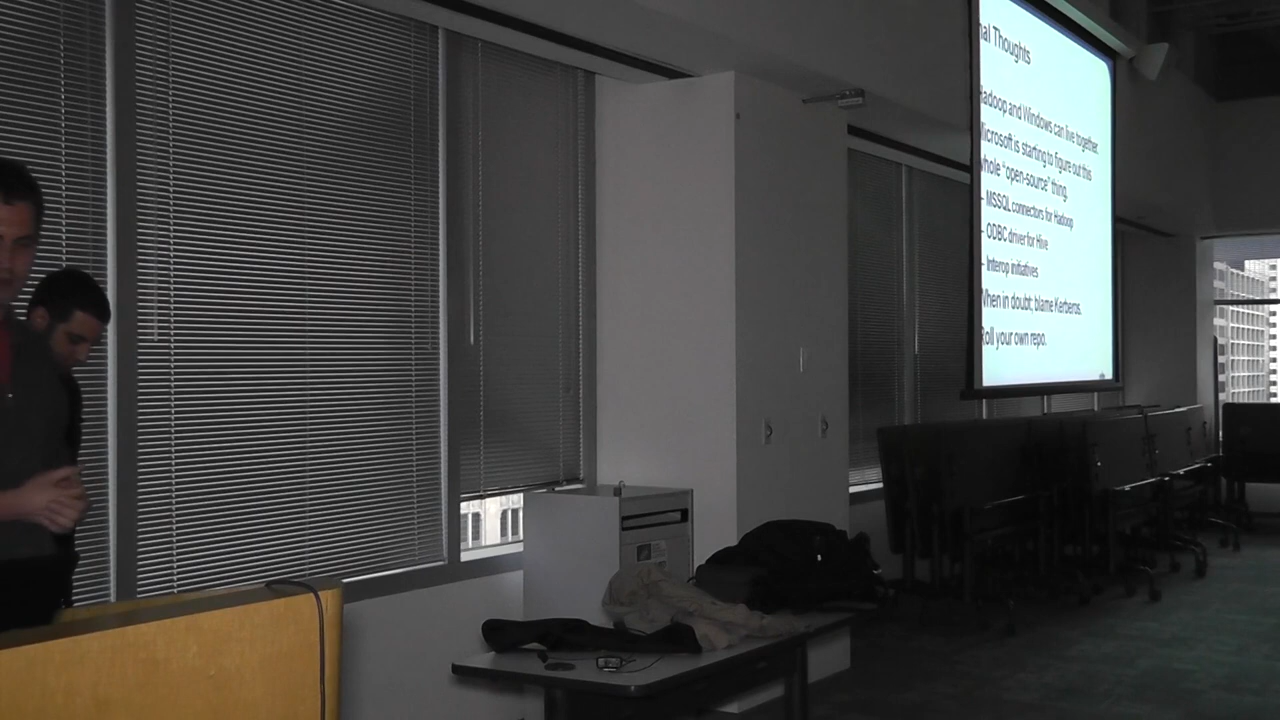 nal Thoughts
Hadoop and Windows can live together.
Microsoft is starting to figure out this
whole "open-source" thing.
- MSSQL connectors for Hadoop
- ODBC driver for Hive
- Interop initiatives
When in doubt; blame Kerberos.
Roll your own repo.